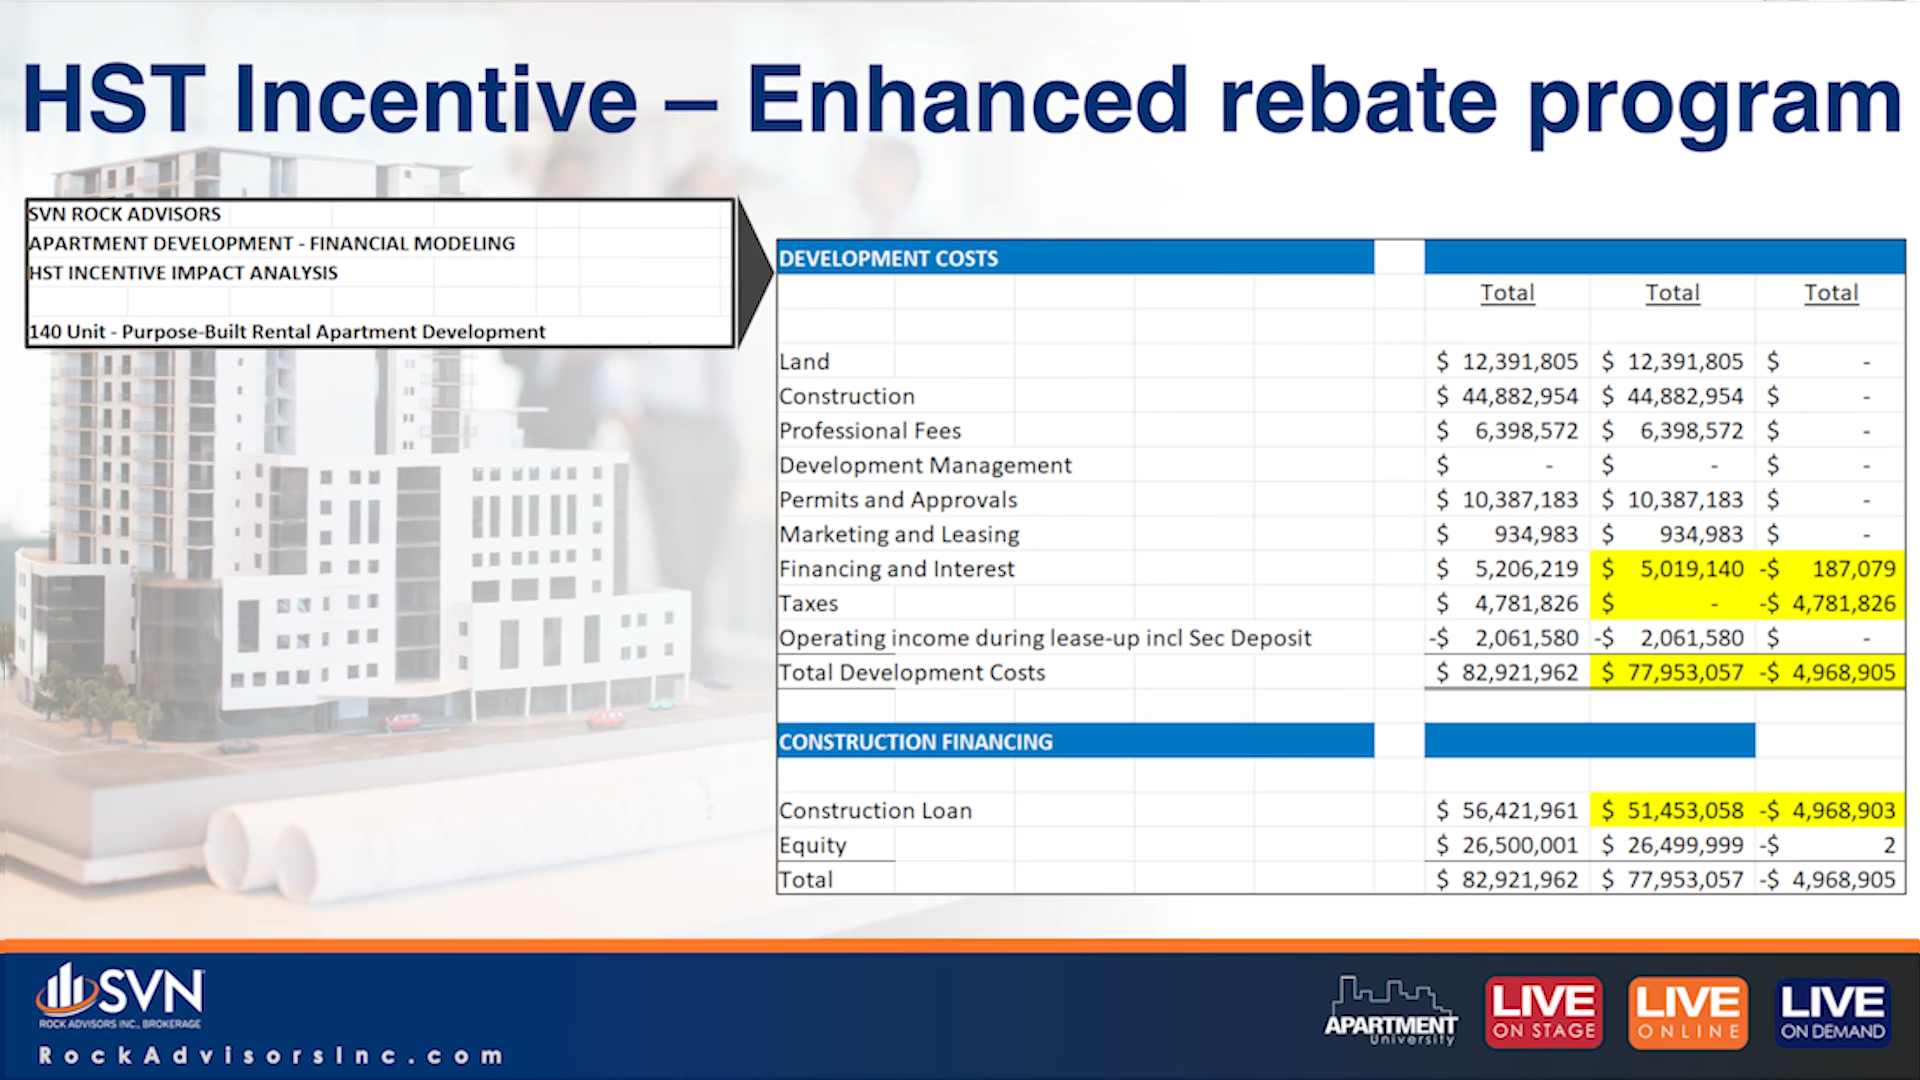 HST Incentive – Enhanced rebate program
SVN ROCK ADVISORS
APARTMENT DEVELOPMENT - FINANCIAL MODELING
HST INCENTIVE IMPACT ANALYSIS
140 Unit - Purpose-Built Rental Apartment Development
DEVELOPMENT COSTS
Total Total Total
Land $ 12,391,805 $ 12,391,805 $ -
Construction $ 44,882,954 $ 44,882,954 $ -
Professional Fees $ 6,398,572 $ 6,398,572 $ -
Development Management $ - $ - $ -
Permits and Approvals $ 10,387,183 $ 10,387,183 $ -
Marketing and Leasing $ 934,983 $ 934,983 $ -
Financing and Interest $ 5,206,219 $ 5,019,140 -$ 187,079
Taxes $ 4,781,826 $ - -$ 4,781,826
Operating income during lease-up incl Sec Deposit -$ 2,061,580 -$ 2,061,580 $ -
Total Development Costs $ 82,921,962 $ 77,953,057 -$ 4,968,905
CONSTRUCTION FINANCING
Construction Loan $ 56,421,961 $ 51,453,058 -$ 4,968,903
Equity $ 26,500,001 $ 26,499,999 -$ 2
Total $ 82,921,962 $ 77,953,057 -$ 4,968,905
SVN
ROCK ADVISORS INC., BROKERAGE
RockAdvisorsInc.com
APARTMENT
University
LIVE
ON STAGE
LIVE
ONLINE
LIVE
ON DEMAND